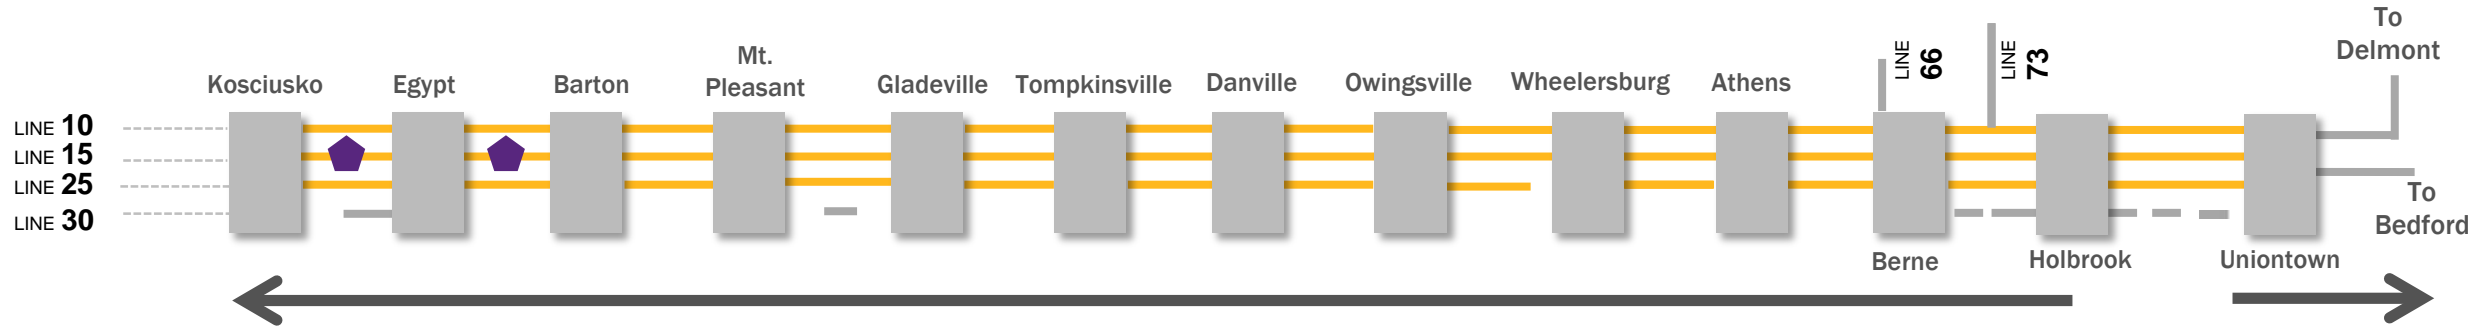 To
Delmont
LINE 66
LINE 73
Mt.
Pleasant
Kosciusko Egypt Barton Gladeville Tompkinsville Danville Owingsville Wheelersburg Athens
LINE 10
LINE 15
LINE 25
LINE 30
To
Bedford
Berne Holbrook Uniontown